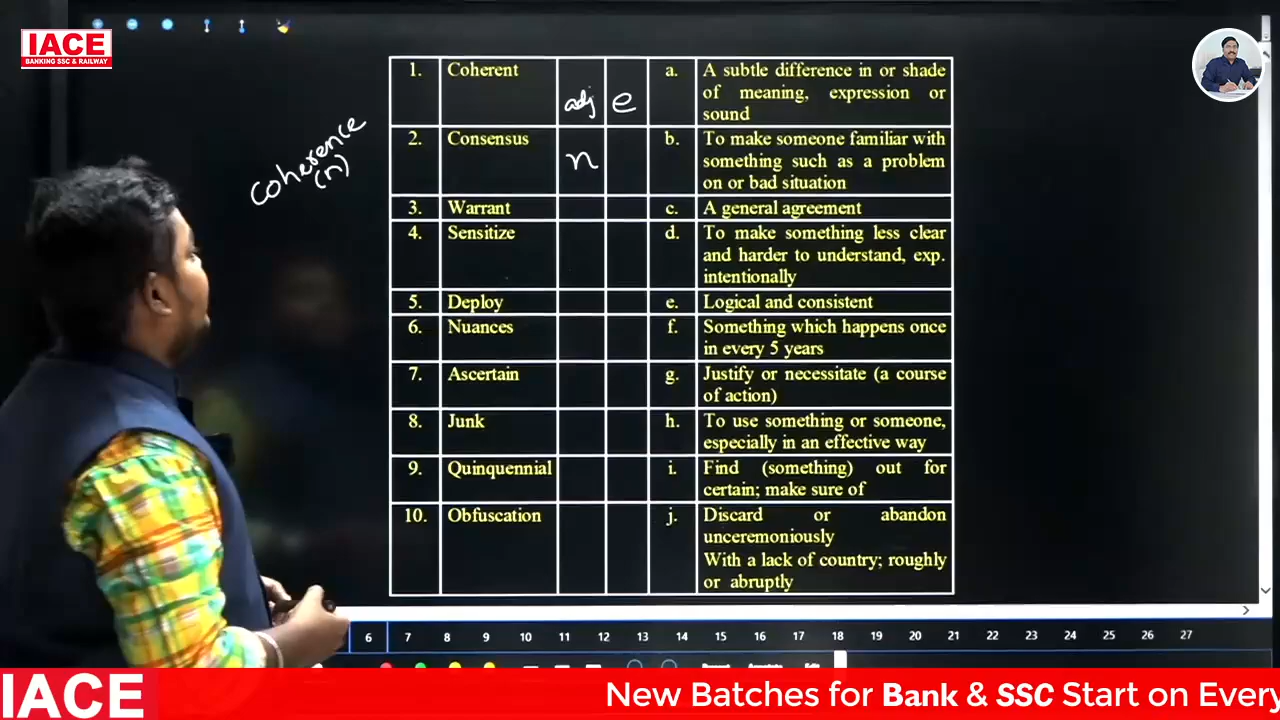 IACE
BANKING SSC & RAILWAY
coherence
(n)
1. Coherent adj e a. A subtle difference in or shade
of meaning, expression or
sound
2. Consensus n b. To make someone familiar with
something such as a problem
on or bad situation
3. Warrant c. A general agreement
4. Sensitize d. To make something less clear
and harder to understand, exp.
intentionally
5. Deploy e. Logical and consistent
6. Nuances f. Something which happens once
in every 5 years
7. Ascertain g. Justify or necessitate (a course
of action)
8. Junk h. To use something or someone,
especially in an effective way
9. Quinquennial i. Find (something) out for
certain; make sure of
10. Obfuscation j. Discard or abandon
unceremoniously
With a lack of country; roughly
or abruptly
6 7 8 9 10 11 12 13 14 15 16 17 18 19 20 21 22 23 24 25 26 27
IACE
New Batches for Bank & SSC Start on Every